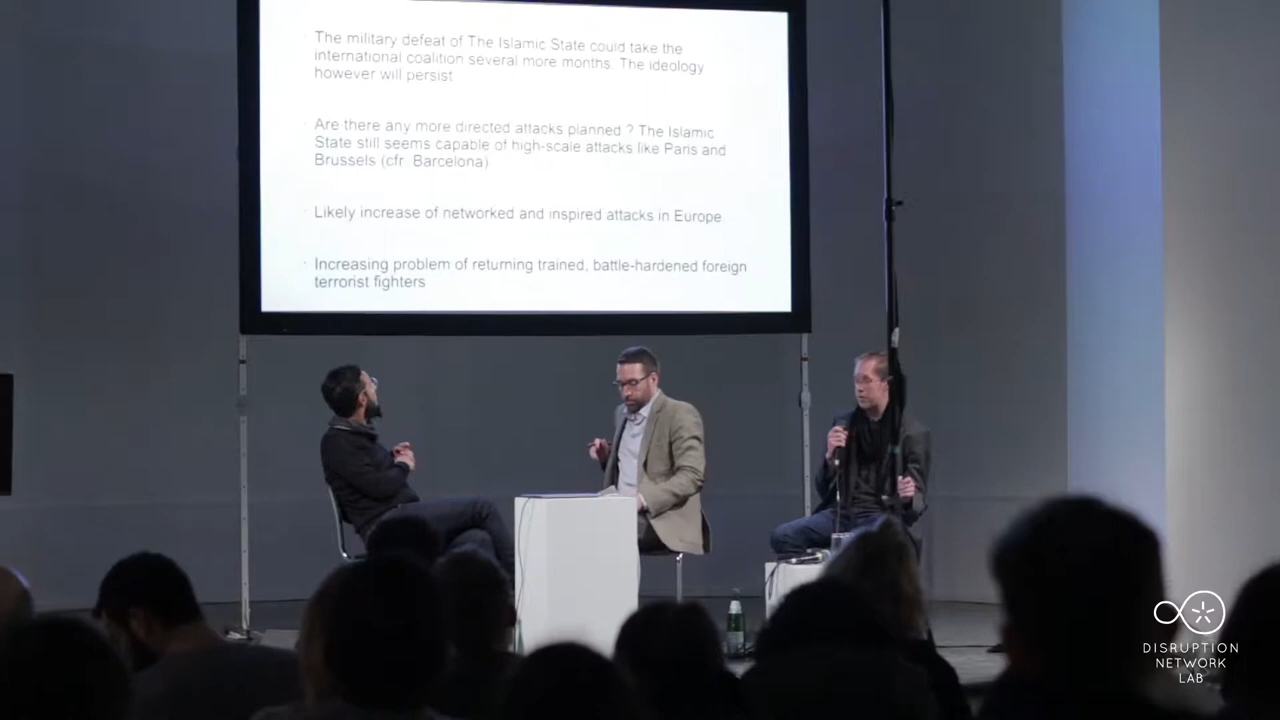 The military defeat of The Islamic State could take the
international coalition several more months. The ideology
however will persist
Are there any more directed attacks planned ? The Islamic
State still seems capable of high-scale attacks like Paris and
Brussels (cfr. Barcelona)
Likely increase of networked and inspired attacks in Europe
Increasing problem of returning trained, battle-hardened foreign
terrorist fighters
DISRUPTION
NETWORK
LAB